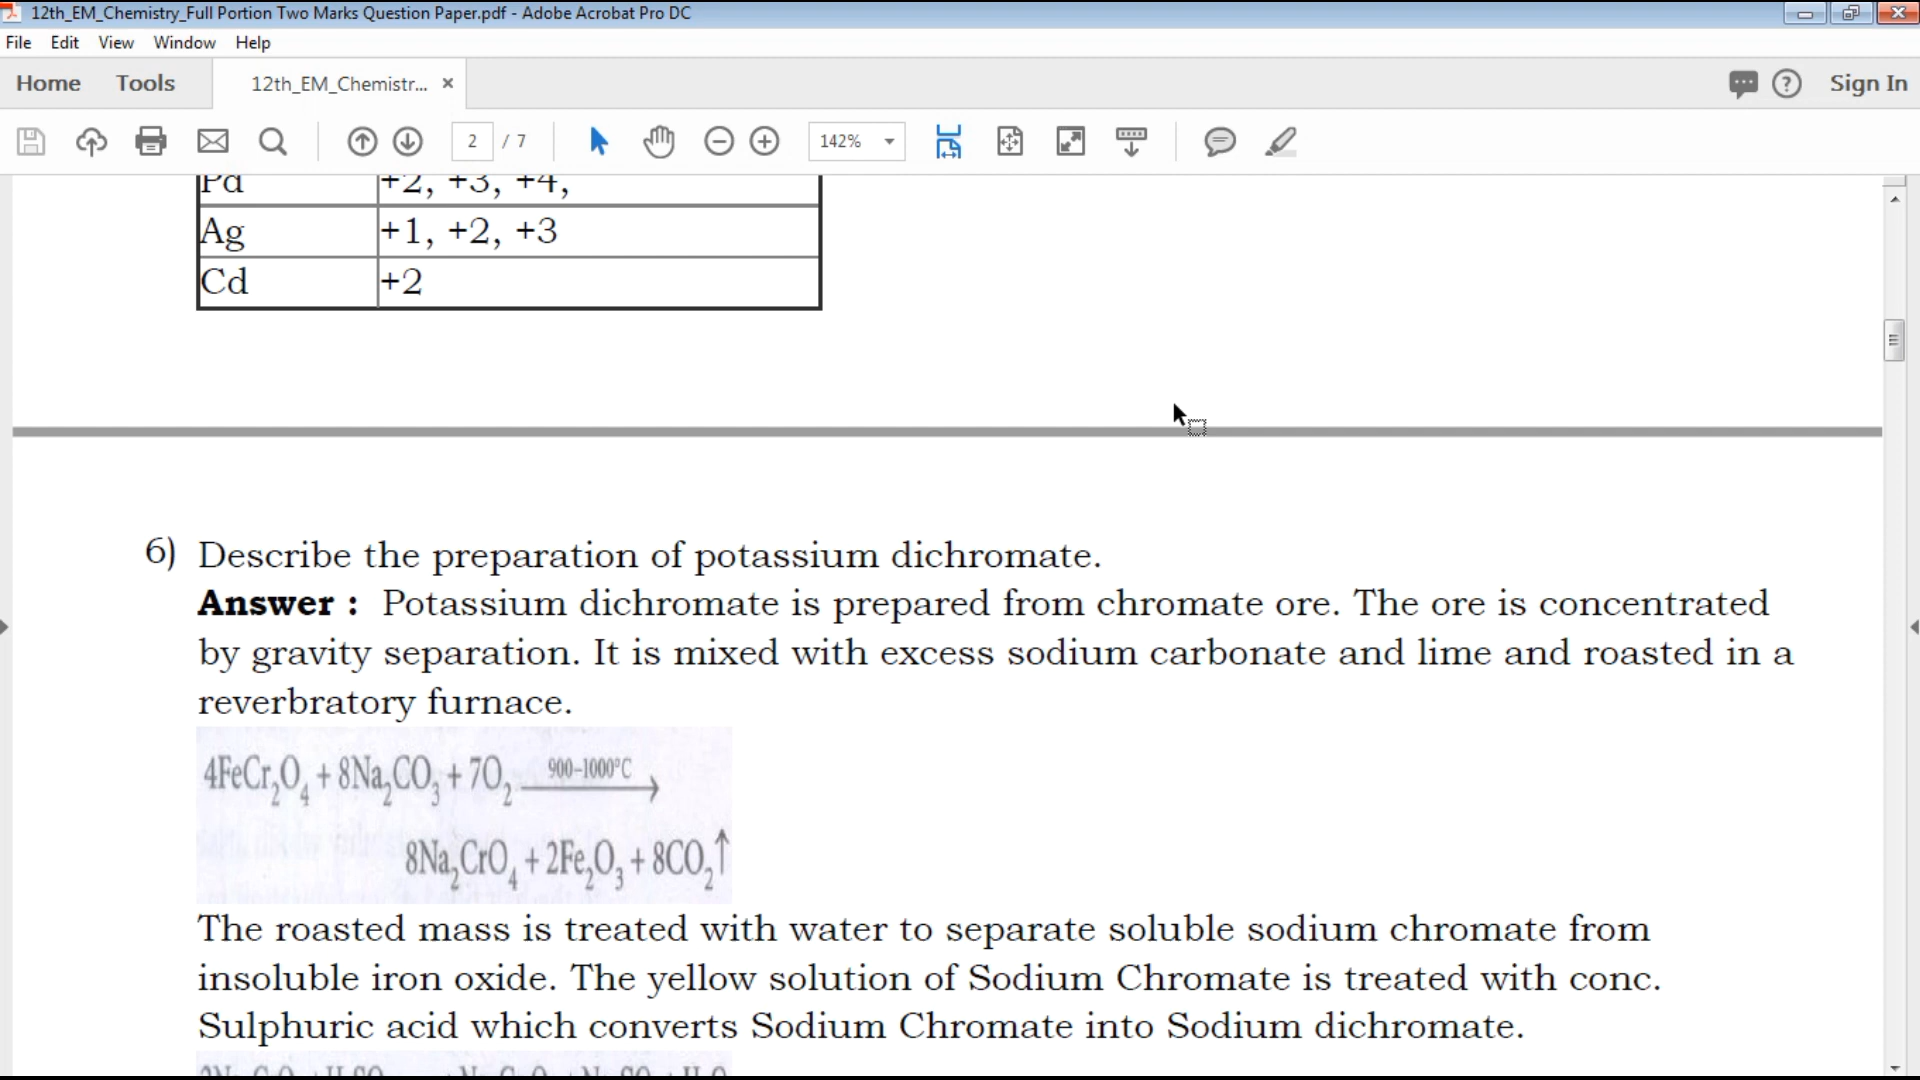 12th_EM_Chemistry_Full Portion Two Marks Question Paper.pdf - Adobe Acrobat Pro DC
File Edit View Window Help
Home Tools 12th_EM_Chemistr... × Sign In
2 / 7 142%
Pd +2, +3, +4,
Ag +1, +2, +3
Cd +2
6) Describe the preparation of potassium dichromate.
Answer : Potassium dichromate is prepared from chromate ore. The ore is concentrated
by gravity separation. It is mixed with excess sodium carbonate and lime and roasted in a
reverbratory furnace.
4FeCr₂O₄ + 8Na₂CO₃ + 7O₂ 900–1000°C →
8Na₂CrO₄ + 2Fe₂O₃ + 8CO₂↑
The roasted mass is treated with water to separate soluble sodium chromate from
insoluble iron oxide. The yellow solution of Sodium Chromate is treated with conc.
Sulphuric acid which converts Sodium Chromate into Sodium dichromate.